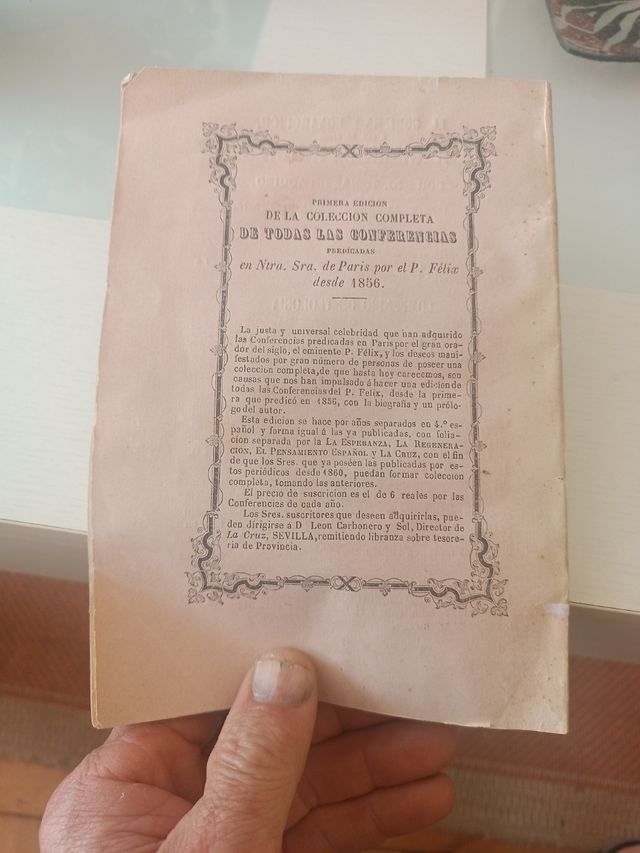 PRIMERA EDICION
DE LA COLECCION COMPLETA
DE TODAS LAS CONFERENCIAS
PREDICADAS
en Ntra. Sra. de Paris por el P. Félix
desde 1856.
La justa y universal celebridad que han adquirido
las Conferencias predicadas en Paris por el gran ora-
dor del siglo, el eminente P. Félix, y los deseos mani-
festados por gran número de personas de poseer una
coleccion completa, de que hasta hoy carecemos, son
causas que nos han impulsado á hacer una edicion de
todas las Conferencias del P. Felix, desde la prime-
ra que predicó en 1856, con la biografía y un prólo-
go del autor.
Esta edicion se hace por años separados en 4.º es-
pañol y forma igual á las ya publicadas, con folia-
cion separada por la LA ESPERANZA, LA REGENERA-
CION, EL PENSAMIENTO ESPAÑOL y LA CRUZ, con el fin
de que los Sres. que ya poséen las publicadas por es-
tos periódicos desde 1860, puedan formar coleccion
completa, tomando las anteriores.
El precio de suscricion es el de 6 reales por las
Conferencias de cada año.
Los Sres. suscritores que deseen adquirirlas, pue-
den dirigirse á D Leon Carbonero y Sol, Director de
La Cruz, SEVILLA, remitiendo libranza sobre tesore-
ria de Provincia.